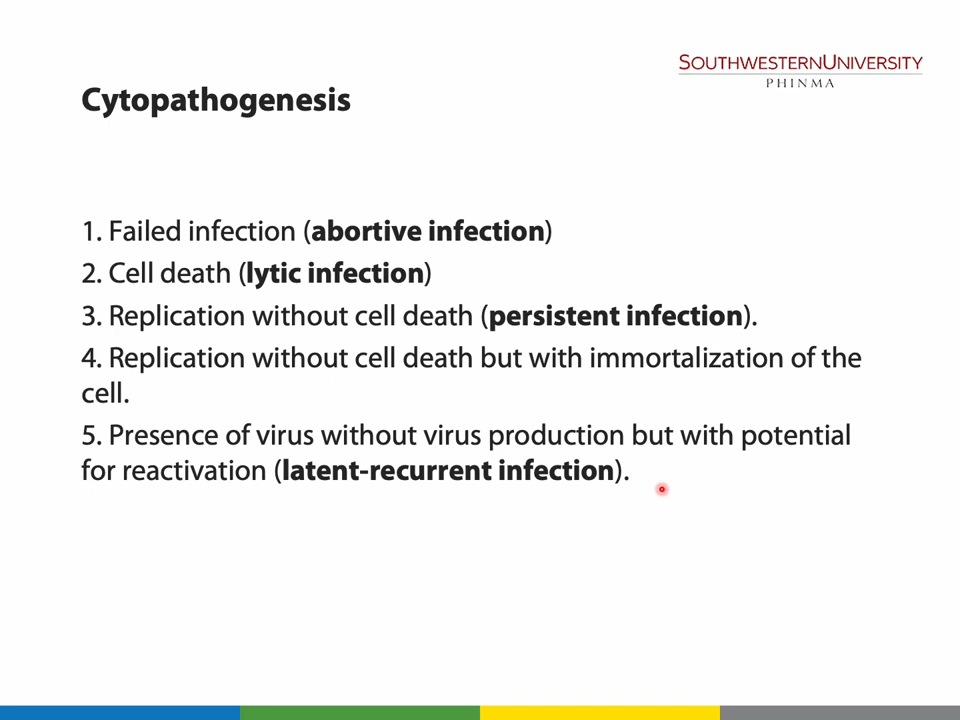 SOUTHWESTERNUNIVERSITY
PHINMA
Cytopathogenesis
1. Failed infection (abortive infection)
2. Cell death (lytic infection)
3. Replication without cell death (persistent infection).
4. Replication without cell death but with immortalization of the
cell.
5. Presence of virus without virus production but with potential
for reactivation (latent-recurrent infection).